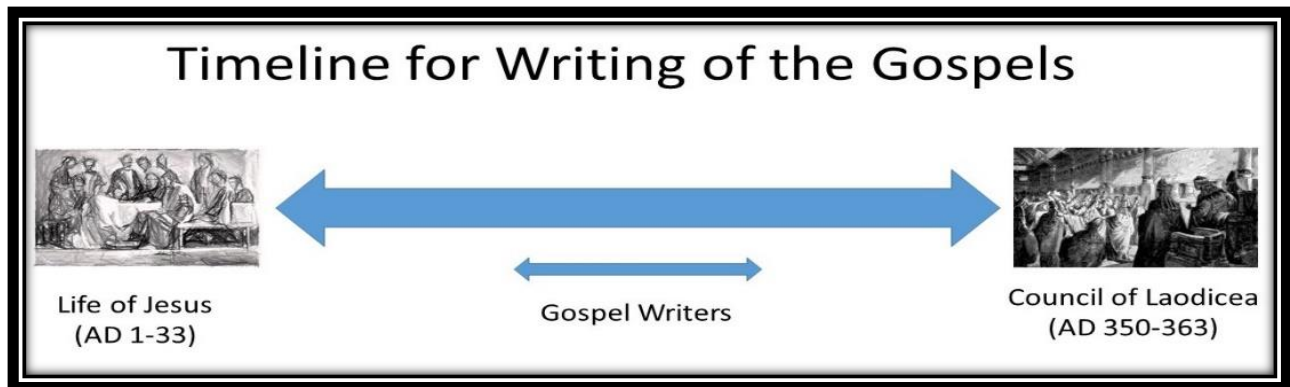 Timeline for Writing of the Gospels
Life of Jesus
(AD 1-33)
Gospel Writers
Council of Laodicea
(AD 350-363)